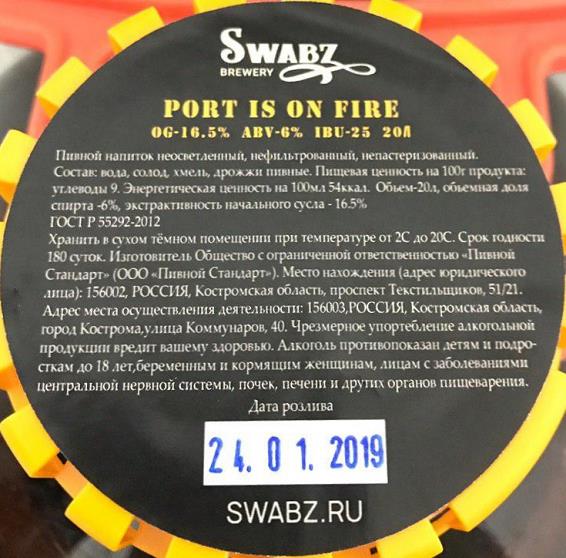 SWABZ
BREWERY
PORT IS ON FIRE
OG-16.5% ABV-6% IBU-25 20Л
Пивной напиток неосветленный, нефильтрованный, непастеризованный.
Состав: вода, солод, хмель, дрожжи пивные. Пищевая ценность на 100г продукта:
углеводы 9. Энергетическая ценность на 100мл 54ккал. Объем-20л, объемная доля
спирта -6%, экстрактивность начального сусла - 16.5%
ГОСТ Р 55292-2012
Хранить в сухом тёмном помещении при температуре от 2С до 20С. Срок годности
180 суток. Изготовитель Общество с ограниченной ответственностью «Пивной
Стандарт» (ООО «Пивной Стандарт»). Место нахождения (адрес юридического
лица): 156002, РОССИЯ, Костромская область, проспект Текстильщиков, 51/21.
Адрес места осуществления деятельности: 156003,РОССИЯ, Костромская область,
город Кострома,улица Коммунаров, 40. Чрезмерное упортебление алкогольной
продукции вредит вашему здоровью. Алкоголь противопоказан детям и подро-
сткам до 18 лет,беременным и кормящим женщинам, лицам с заболеваниями
центральной нервной системы, почек, печени и других органов пищеварения.
Дата розлива
24. 01. 2019
SWABZ.RU